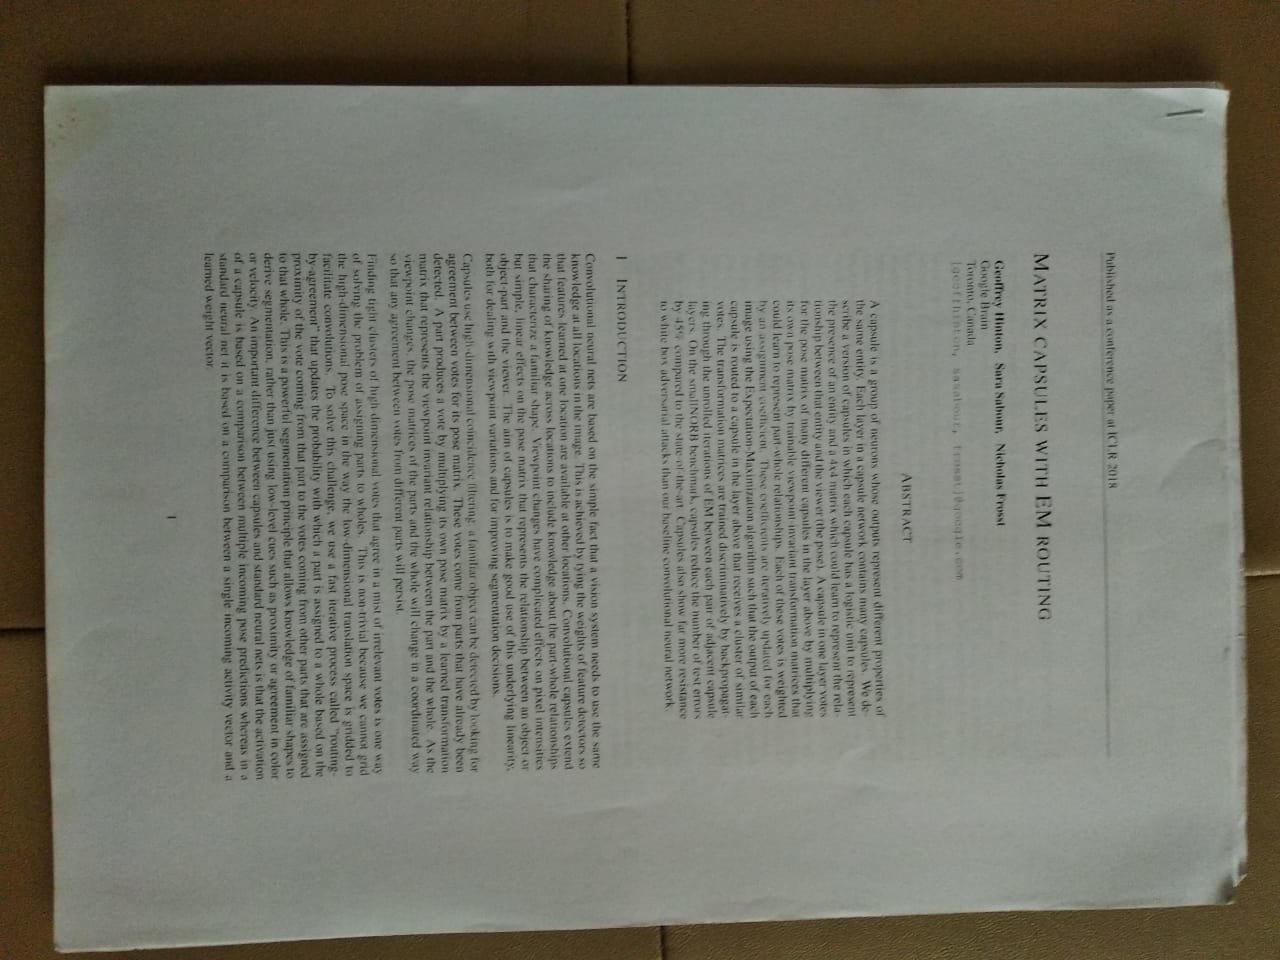 Published as a conference paper at ICLR 2018
MATRIX CAPSULES WITH EM ROUTING
Geoffrey Hinton, Sara Sabour, Nicholas Frosst
Google Brain
Toronto, Canada
{geoffhinton, sasabour, frosst}@google.com
ABSTRACT
A capsule is a group of neurons whose outputs represent different properties of
the same entity. Each layer in a capsule network contains many capsules. We de-
scribe a version of capsules in which each capsule has a logistic unit to represent
the presence of an entity and a 4x4 matrix which could learn to represent the rela-
tionship between that entity and the viewer (the pose). A capsule in one layer votes
for the pose matrix of many different capsules in the layer above by multiplying
its own pose matrix by trainable viewpoint-invariant transformation matrices that
could learn to represent part-whole relationships. Each of these votes is weighted
by an assignment coefficient. These coefficients are iteratively updated for each
image using the Expectation-Maximization algorithm such that the output of each
capsule is routed to a capsule in the layer above that receives a cluster of similar
votes. The transformation matrices are trained discriminatively by backpropagat-
ing through the unrolled iterations of EM between each pair of adjacent capsule
layers. On the smallNORB benchmark, capsules reduce the number of test errors
by 45% compared to the state-of-the-art. Capsules also show far more resistance
to white box adversarial attacks than our baseline convolutional neural network.
1 INTRODUCTION
Convolutional neural nets are based on the simple fact that a vision system needs to use the same
knowledge at all locations in the image. This is achieved by tying the weights of feature detectors so
that features learned at one location are available at other locations. Convolutional capsules extend
the sharing of knowledge across locations to include knowledge about the part-whole relationships
that characterize a familiar shape. Viewpoint changes have complicated effects on pixel intensities
but simple, linear effects on the pose matrix that represents the relationship between an object or
object-part and the viewer. The aim of capsules is to make good use of this underlying linearity,
both for dealing with viewpoint variations and for improving segmentation decisions.
Capsules use high-dimensional coincidence filtering: a familiar object can be detected by looking for
agreement between votes for its pose matrix. These votes come from parts that have already been
detected. A part produces a vote by multiplying its own pose matrix by a learned transformation
matrix that represents the viewpoint invariant relationship between the part and the whole. As the
viewpoint changes, the pose matrices of the parts and the whole will change in a coordinated way
so that any agreement between votes from different parts will persist.
Finding tight clusters of high-dimensional votes that agree in a mist of irrelevant votes is one way
of solving the problem of assigning parts to wholes. This is non-trivial because we cannot grid
the high-dimensional pose space in the way the low-dimensional translation space is gridded to
facilitate convolutions. To solve this challenge, we use a fast iterative process called "routing-
by-agreement" that updates the probability with which a part is assigned to a whole based on the
proximity of the vote coming from that part to the votes coming from other parts that are assigned
to that whole. This is a powerful segmentation principle that allows knowledge of familiar shapes to
derive segmentation, rather than just using low-level cues such as proximity or agreement in color
or velocity. An important difference between capsules and standard neural nets is that the activation
of a capsule is based on a comparison between multiple incoming pose predictions whereas in a
standard neural net it is based on a comparison between a single incoming activity vector and a
learned weight vector.
1